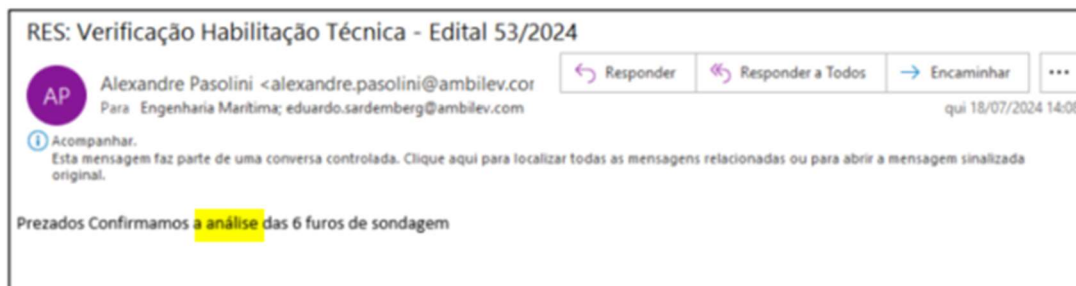 RES: Verificação Habilitação Técnica - Edital 53/2024
AP
Alexandre Pasolini <alexandre.pasolini@ambilev.cor
Responder
Responder a Todos
Encaminhar
Para Engenharia Marítima; eduardo.sardemberg@ambilev.com
qui 18/07/2024 14:08
Acompanhar.
Esta mensagem faz parte de uma conversa controlada. Clique aqui para localizar todas as mensagens relacionadas ou para abrir a mensagem sinalizada
original.
Prezados Confirmamos a análise das 6 furos de sondagem